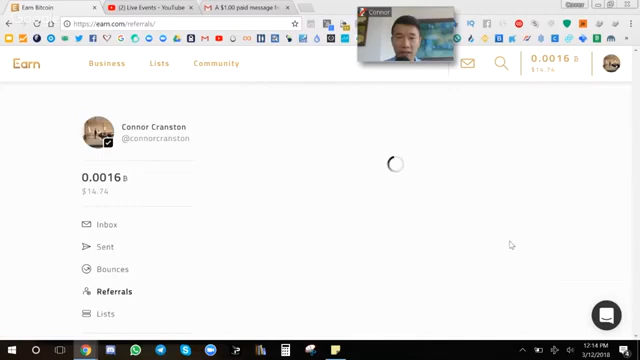 Earn Bitcoin
(2) Live Events - YouTube
A $1.00 paid message fr
Connor
https://earn.com/referrals/
Connor
Earn
Business
Lists
Community
0.0016 B
$14.74
Connor Cranston
@connorcranston
0.0016 B
$14.74
Inbox
Sent
Bounces
Referrals
Lists
12:14 PM
3/12/2018